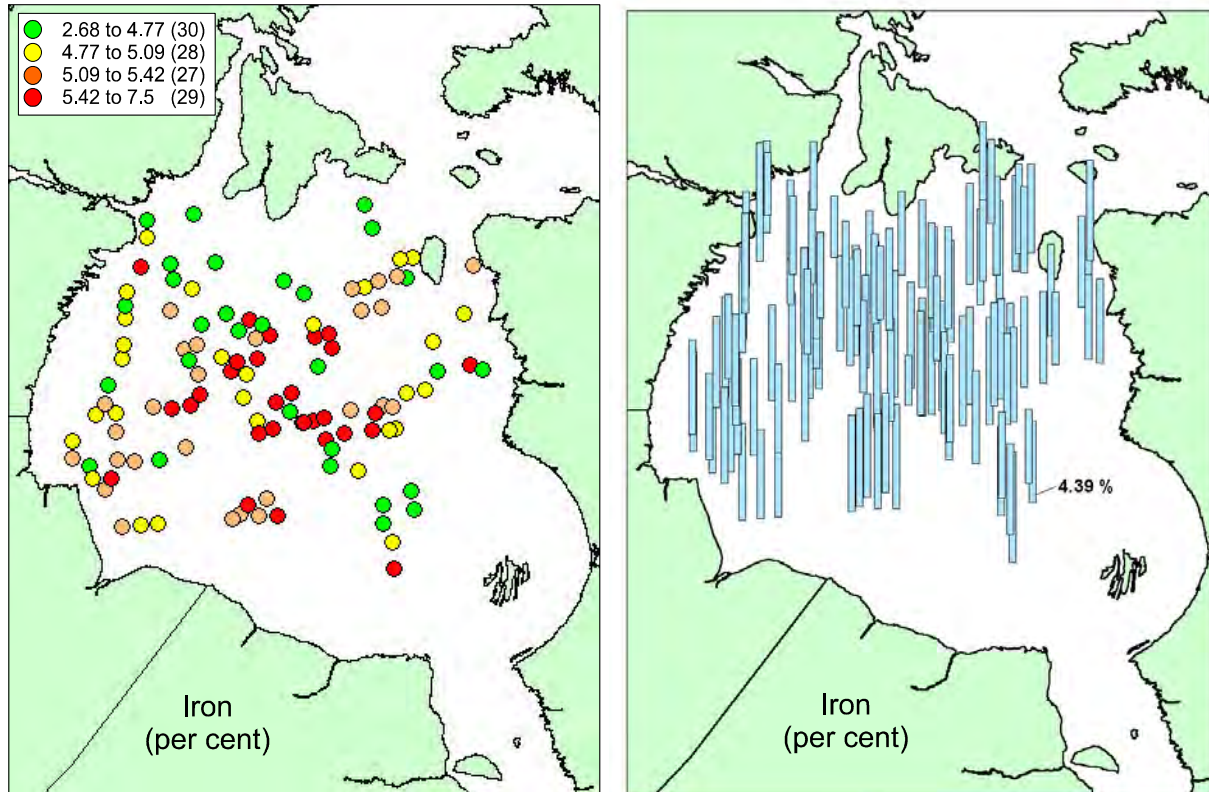 2.68 to 4.77 (30)
4.77 to 5.09 (28)
5.09 to 5.42 (27)
5.42 to 7.5 (29)
Iron
(per cent)
4.39 %
Iron
(per cent)